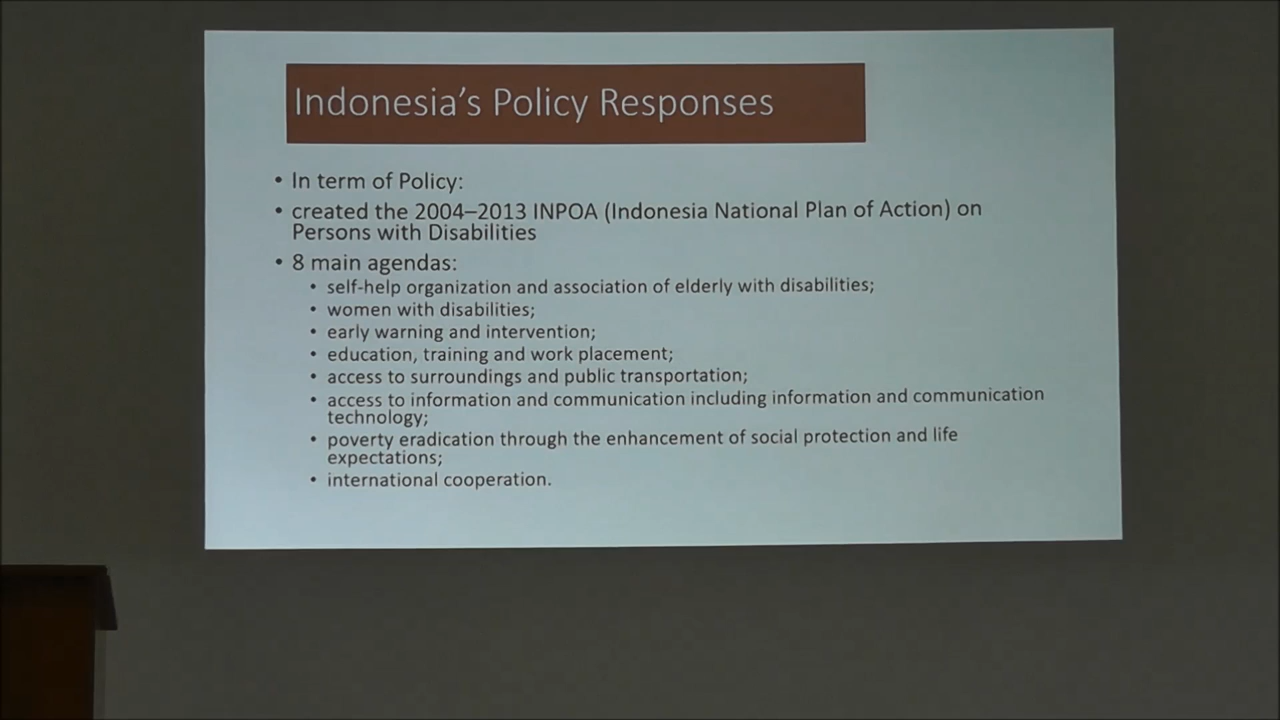 Indonesia's Policy Responses
• In term of Policy:
• created the 2004–2013 INPOA (Indonesia National Plan of Action) on
Persons with Disabilities
• 8 main agendas:
• self-help organization and association of elderly with disabilities;
• women with disabilities;
• early warning and intervention;
• education, training and work placement;
• access to surroundings and public transportation;
• access to information and communication including information and communication
technology;
• poverty eradication through the enhancement of social protection and life
expectations;
• international cooperation.